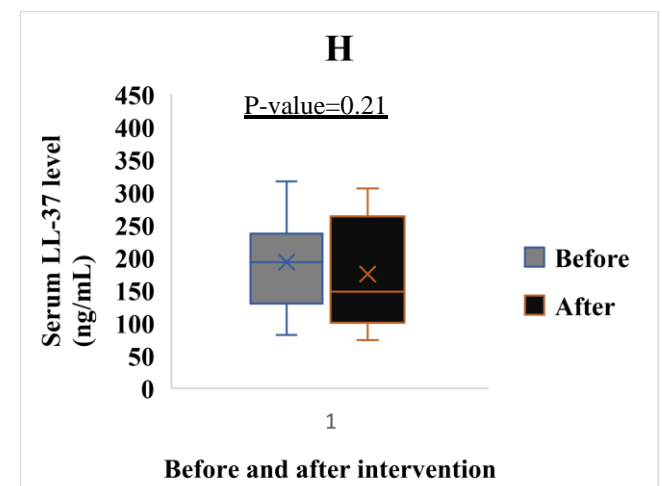 H
P-value=0.21
Serum LL-37 level
(ng/mL)
450
400
350
300
250
200
150
100
50
0
1
Before
After
Before and after intervention